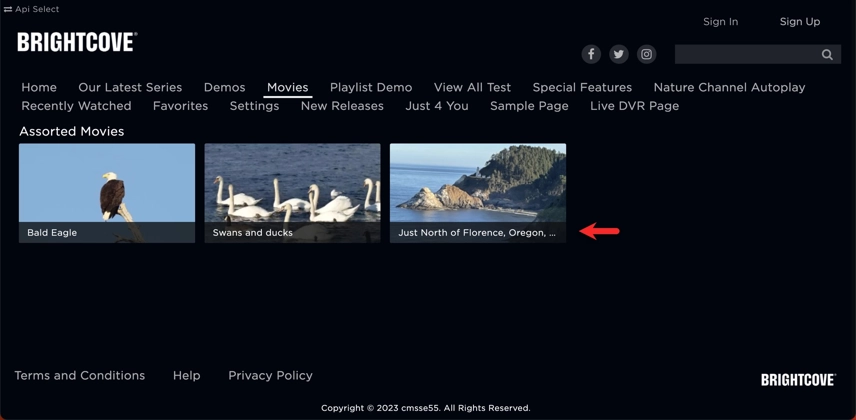 Api Select
Sign In Sign Up
BRIGHTCOVE®
Home Our Latest Series Demos Movies Playlist Demo View All Test Special Features Nature Channel Autoplay
Recently Watched Favorites Settings New Releases Just 4 You Sample Page Live DVR Page
Assorted Movies
Bald Eagle Swans and ducks Just North of Florence, Oregon, ...
Terms and Conditions Help Privacy Policy
BRIGHTCOVE®
Copyright © 2023 cmsse55. All Rights Reserved.